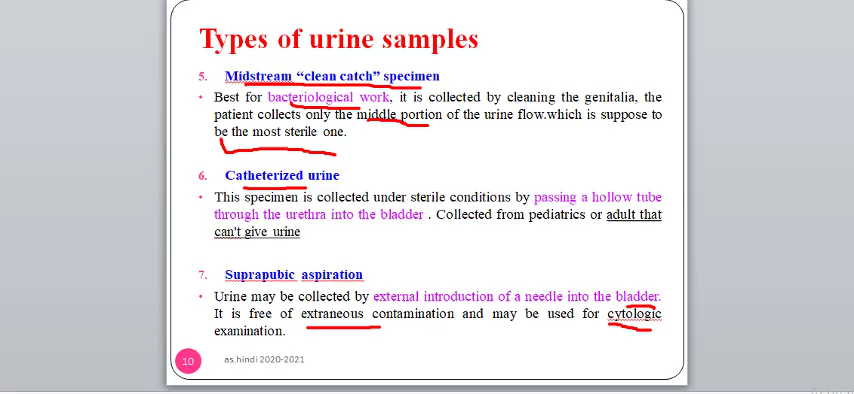 Types of urine samples
5. Midstream “clean catch” specimen
• Best for bacteriological work, it is collected by cleaning the genitalia, the
patient collects only the middle portion of the urine flow.which is suppose to
be the most sterile one.
6. Catheterized urine
• This specimen is collected under sterile conditions by passing a hollow tube
through the urethra into the bladder . Collected from pediatrics or adult that
can't give urine
7. Suprapubic aspiration
• Urine may be collected by external introduction of a needle into the bladder.
It is free of extraneous contamination and may be used for cytologic
examination.
10 as.hindi 2020-2021